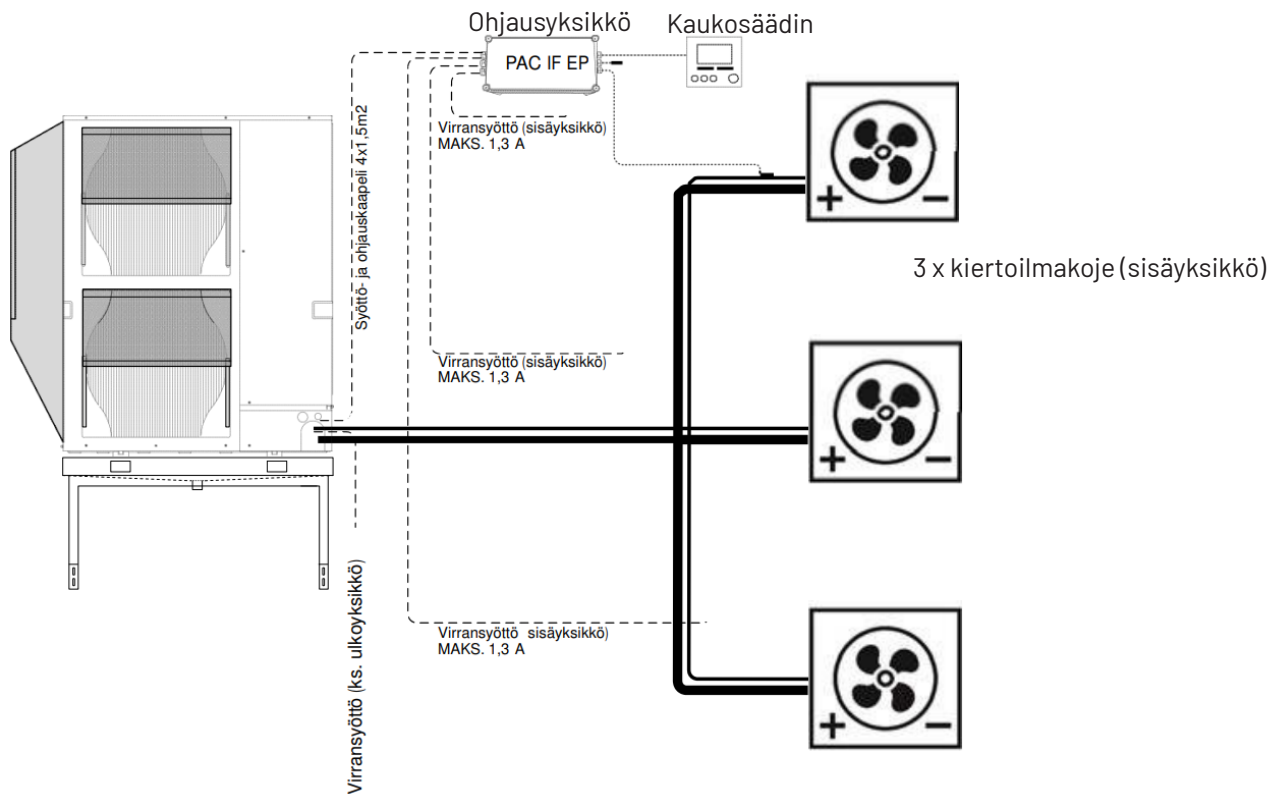 Ohjausyksikkö
Kaukosäädin
PAC IF EP
Virransyöttö (sisäyksikkö)
MAKS. 1,3 A
Syöttö- ja ohjauskaapeli 4x1,5m2
3 x kiertoilmakoje (sisäyksikkö)
Virransyöttö (sisäyksikkö)
MAKS. 1,3 A
Virransyöttö (ks. ulkoyksikkö)
Virransyöttö sisäyksikkö)
MAKS. 1,3 A